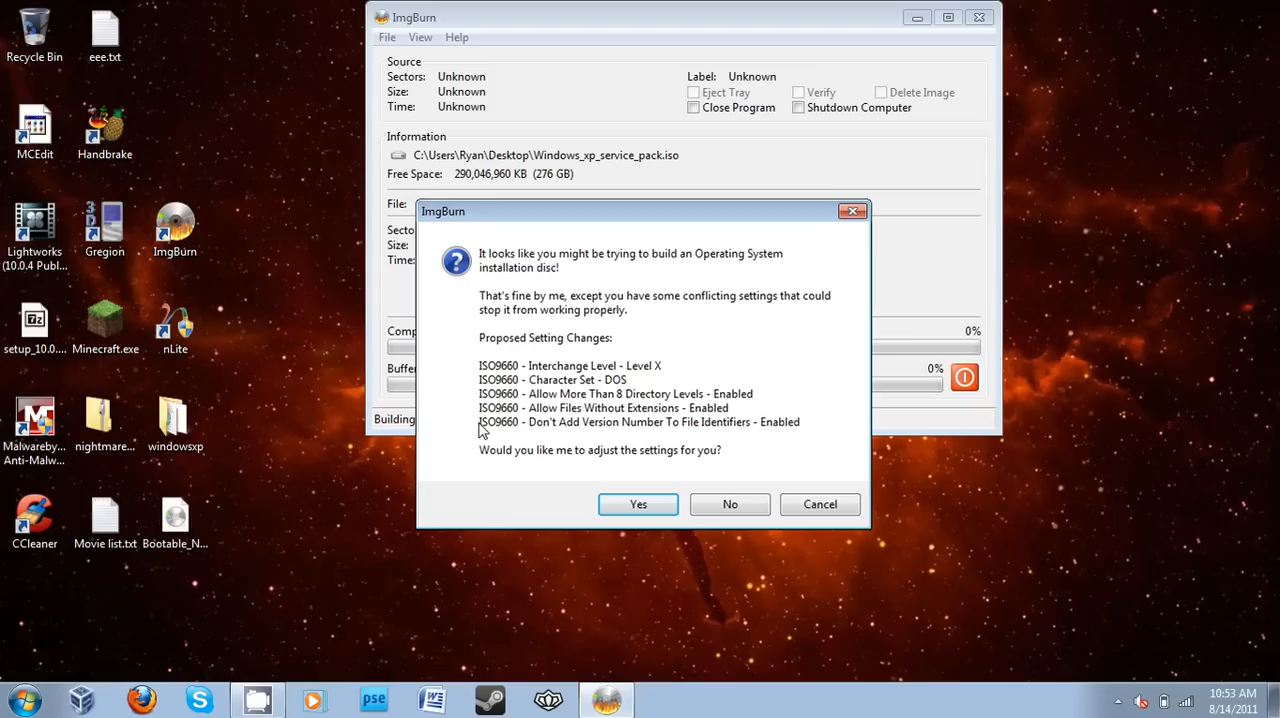 Recycle Bin
eee.txt
MCEdit
Handbrake
Lightworks
(10.0.4 Publ...
3D
Gregion
ImgBurn
7z
setup_10.0....
Minecraft.exe
nLite
Malwareby...
Anti-Malw...
nightmare...
windowsxp
CCleaner
Movie list.txt
Bootable_N...
ImgBurn
File View Help
Source
Sectors: Unknown
Size: Unknown
Time: Unknown
Label: Unknown
Eject Tray Verify Delete Image
Close Program Shutdown Computer
Information
C:\Users\Ryan\Desktop\Windows_xp_service_pack.iso
Free Space: 290,046,960 KB (276 GB)
File:
Secto
Size:
Time:
Comp
0%
Buffer
0%
Building
ImgBurn
It looks like you might be trying to build an Operating System
installation disc!
That's fine by me, except you have some conflicting settings that could
stop it from working properly.
Proposed Setting Changes:
ISO9660 - Interchange Level - Level X
ISO9660 - Character Set - DOS
ISO9660 - Allow More Than 8 Directory Levels - Enabled
ISO9660 - Allow Files Without Extensions - Enabled
ISO9660 - Don't Add Version Number To File Identifiers - Enabled
Would you like me to adjust the settings for you?
Yes No Cancel
pse
10:53 AM
8/14/2011